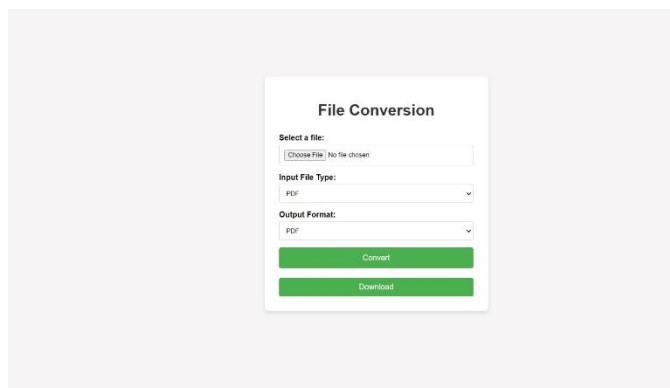 File Conversion
Select a file:
Choose File No file chosen
Input File Type:
PDF
Output Format:
PDF
Convert
Download